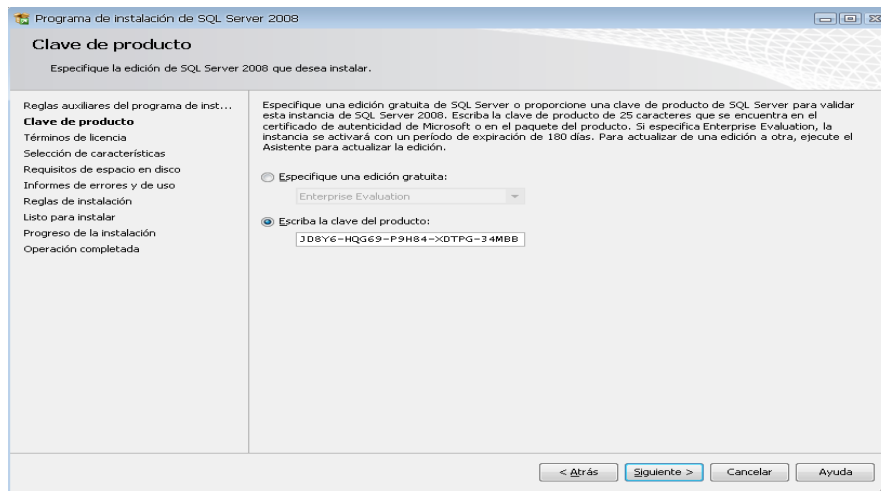 Programa de instalación de SQL Server 2008
Clave de producto
Especifique la edición de SQL Server 2008 que desea instalar.
Reglas auxiliares del programa de inst...
Clave de producto
Términos de licencia
Selección de características
Requisitos de espacio en disco
Informes de errores y de uso
Reglas de instalación
Listo para instalar
Progreso de la instalación
Operación completada
Especifique una edición gratuita de SQL Server o proporcione una clave de producto de SQL Server para validar
esta instancia de SQL Server 2008. Escriba la clave de producto de 25 caracteres que se encuentra en el
certificado de autenticidad de Microsoft o en el paquete del producto. Si especifica Enterprise Evaluation, la
instancia se activará con un período de expiración de 180 días. Para actualizar de una edición a otra, ejecute el
Asistente para actualizar la edición.
Especifique una edición gratuita:
Enterprise Evaluation
Escriba la clave del producto:
JD8Y6-HQG69-P9H84-XDTPG-34MBB
< Atrás
Siguiente >
Cancelar
Ayuda